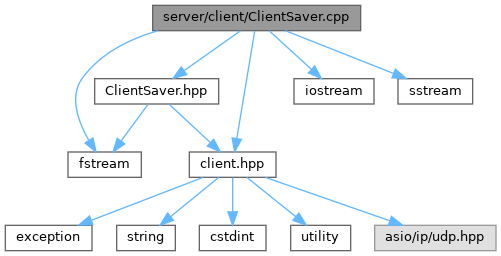 server/client/ClientSaver.cpp
ClientSaver.hpp
iostream
sstream
fstream
client.hpp
exception
string
cstdint
utility
asio/ip/udp.hpp